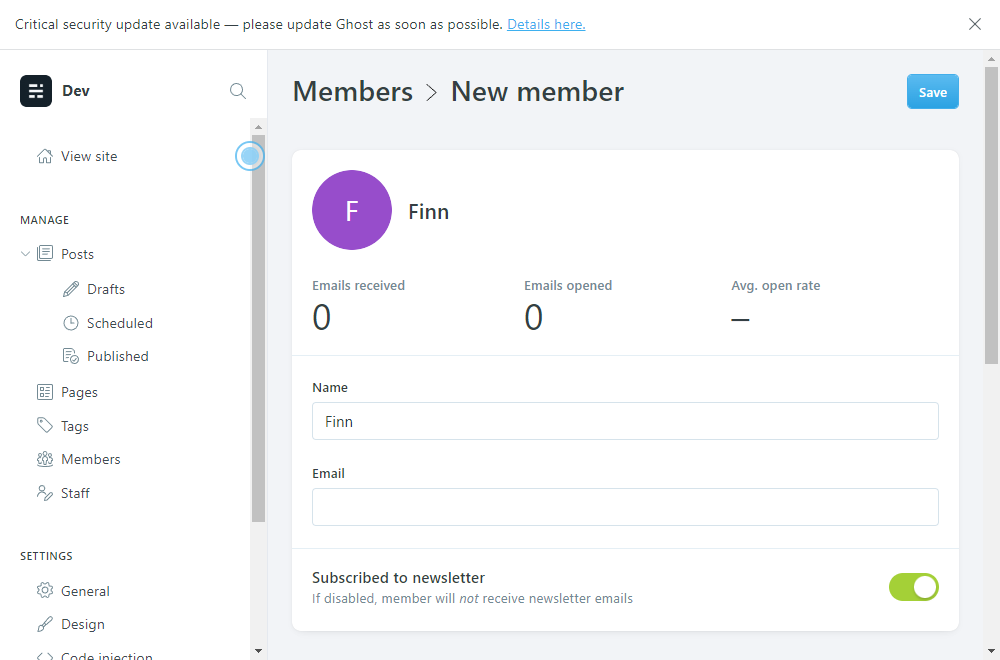 Critical security update available — please update Ghost as soon as possible. Details here.
Dev
View site
MANAGE
Posts
Drafts
Scheduled
Published
Pages
Tags
Members
Staff
SETTINGS
General
Design
Code injection
Members > New member
Save
F
Finn
Emails received
0
Emails opened
0
Avg. open rate
–
Name
Finn
Email
Subscribed to newsletter
If disabled, member will not receive newsletter emails